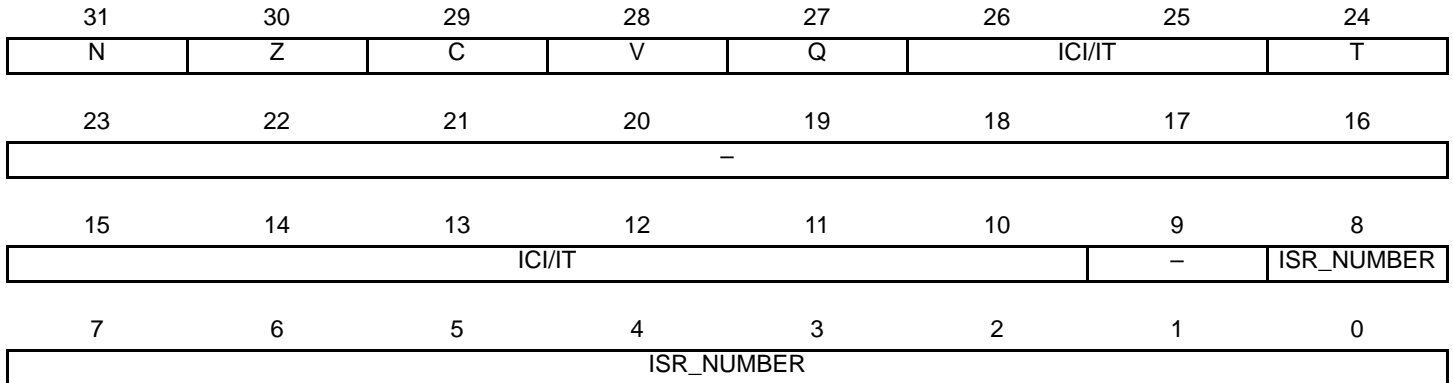 31 30 29 28 27 26 25 24
N Z C V Q ICI/IT T
23 22 21 20 19 18 17 16
–
15 14 13 12 11 10 9 8
ICI/IT – ISR_NUMBER
7 6 5 4 3 2 1 0
ISR_NUMBER